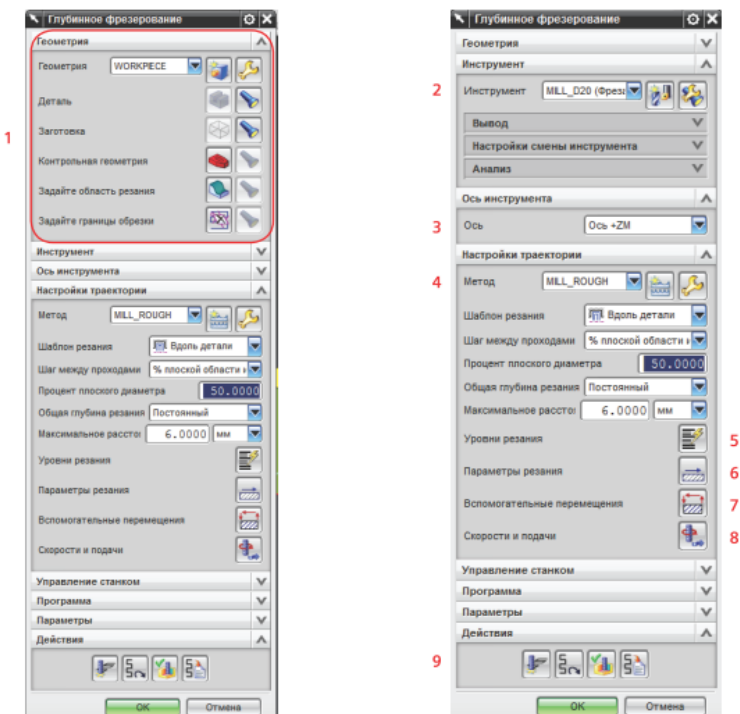 Глубинное фрезерование
Геометрия
Геометрия WORKPIECE
Деталь
Заготовка
1
Контрольная геометрия
Задайте область резания
Задайте границы обрезки
Инструмент
Ось инструмента
Настройки траектории
Метод MILL_ROUGH
Шаблон резания Вдоль детали
Шаг между проходами % плоской области и
Процент плоского диаметра 50.0000
Общая глубина резания Постоянный
Максимальное расстоя 6.0000 мм
Уровни резания
Параметры резания
Вспомогательные перемещения
Скорости и подачи
Управление станком
Программа
Параметры
Действия
OK Отмена
Глубинное фрезерование
Геометрия
Инструмент
2 Инструмент MILL_D20 (Фреза
Вывод
Настройки смены инструмента
Анализ
Ось инструмента
3 Ось Ось +ZM
Настройки траектории
4 Метод MILL_ROUGH
Шаблон резания Вдоль детали
Шаг между проходами % плоской области и
Процент плоского диаметра 50.0000
Общая глубина резания Постоянный
Максимальное расстоя 6.0000 мм
Уровни резания 5
Параметры резания 6
Вспомогательные перемещения 7
Скорости и подачи 8
Управление станком
Программа
Параметры
Действия
9
OK Отмена